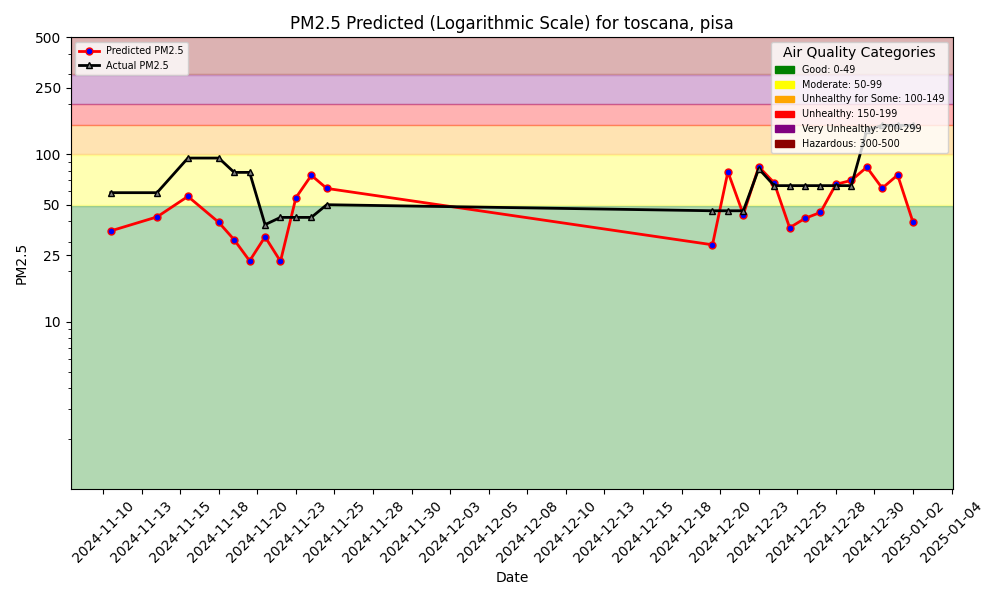 PM2.5 Predicted (Logarithmic Scale) for toscana, pisa
Predicted PM2.5
Actual PM2.5
Air Quality Categories
Good: 0-49
Moderate: 50-99
Unhealthy for Some: 100-149
Unhealthy: 150-199
Very Unhealthy: 200-299
Hazardous: 300-500
500
250
100
50
25
10
PM2.5
2024-11-10
2024-11-13
2024-11-15
2024-11-18
2024-11-20
2024-11-23
2024-11-25
2024-11-28
2024-11-30
2024-12-03
2024-12-05
2024-12-08
2024-12-10
2024-12-13
2024-12-15
2024-12-18
2024-12-20
2024-12-23
2024-12-25
2024-12-28
2024-12-30
2025-01-02
2025-01-04
Date